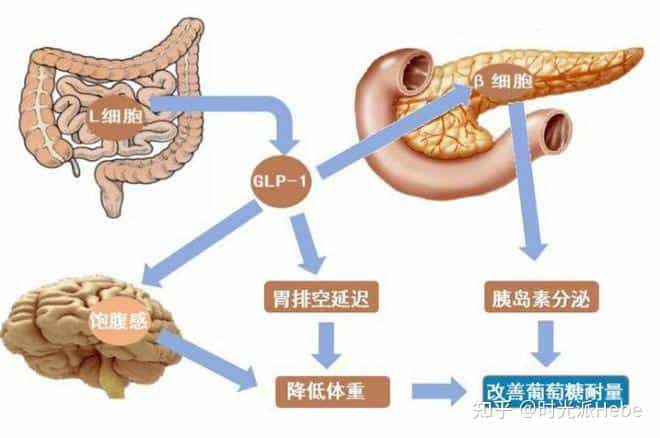 L细胞
β细胞
GLP-1
饱腹感
胃排空延迟
胰岛素分泌
降低体重
改善葡萄糖耐量
知乎 @时光派Hebe